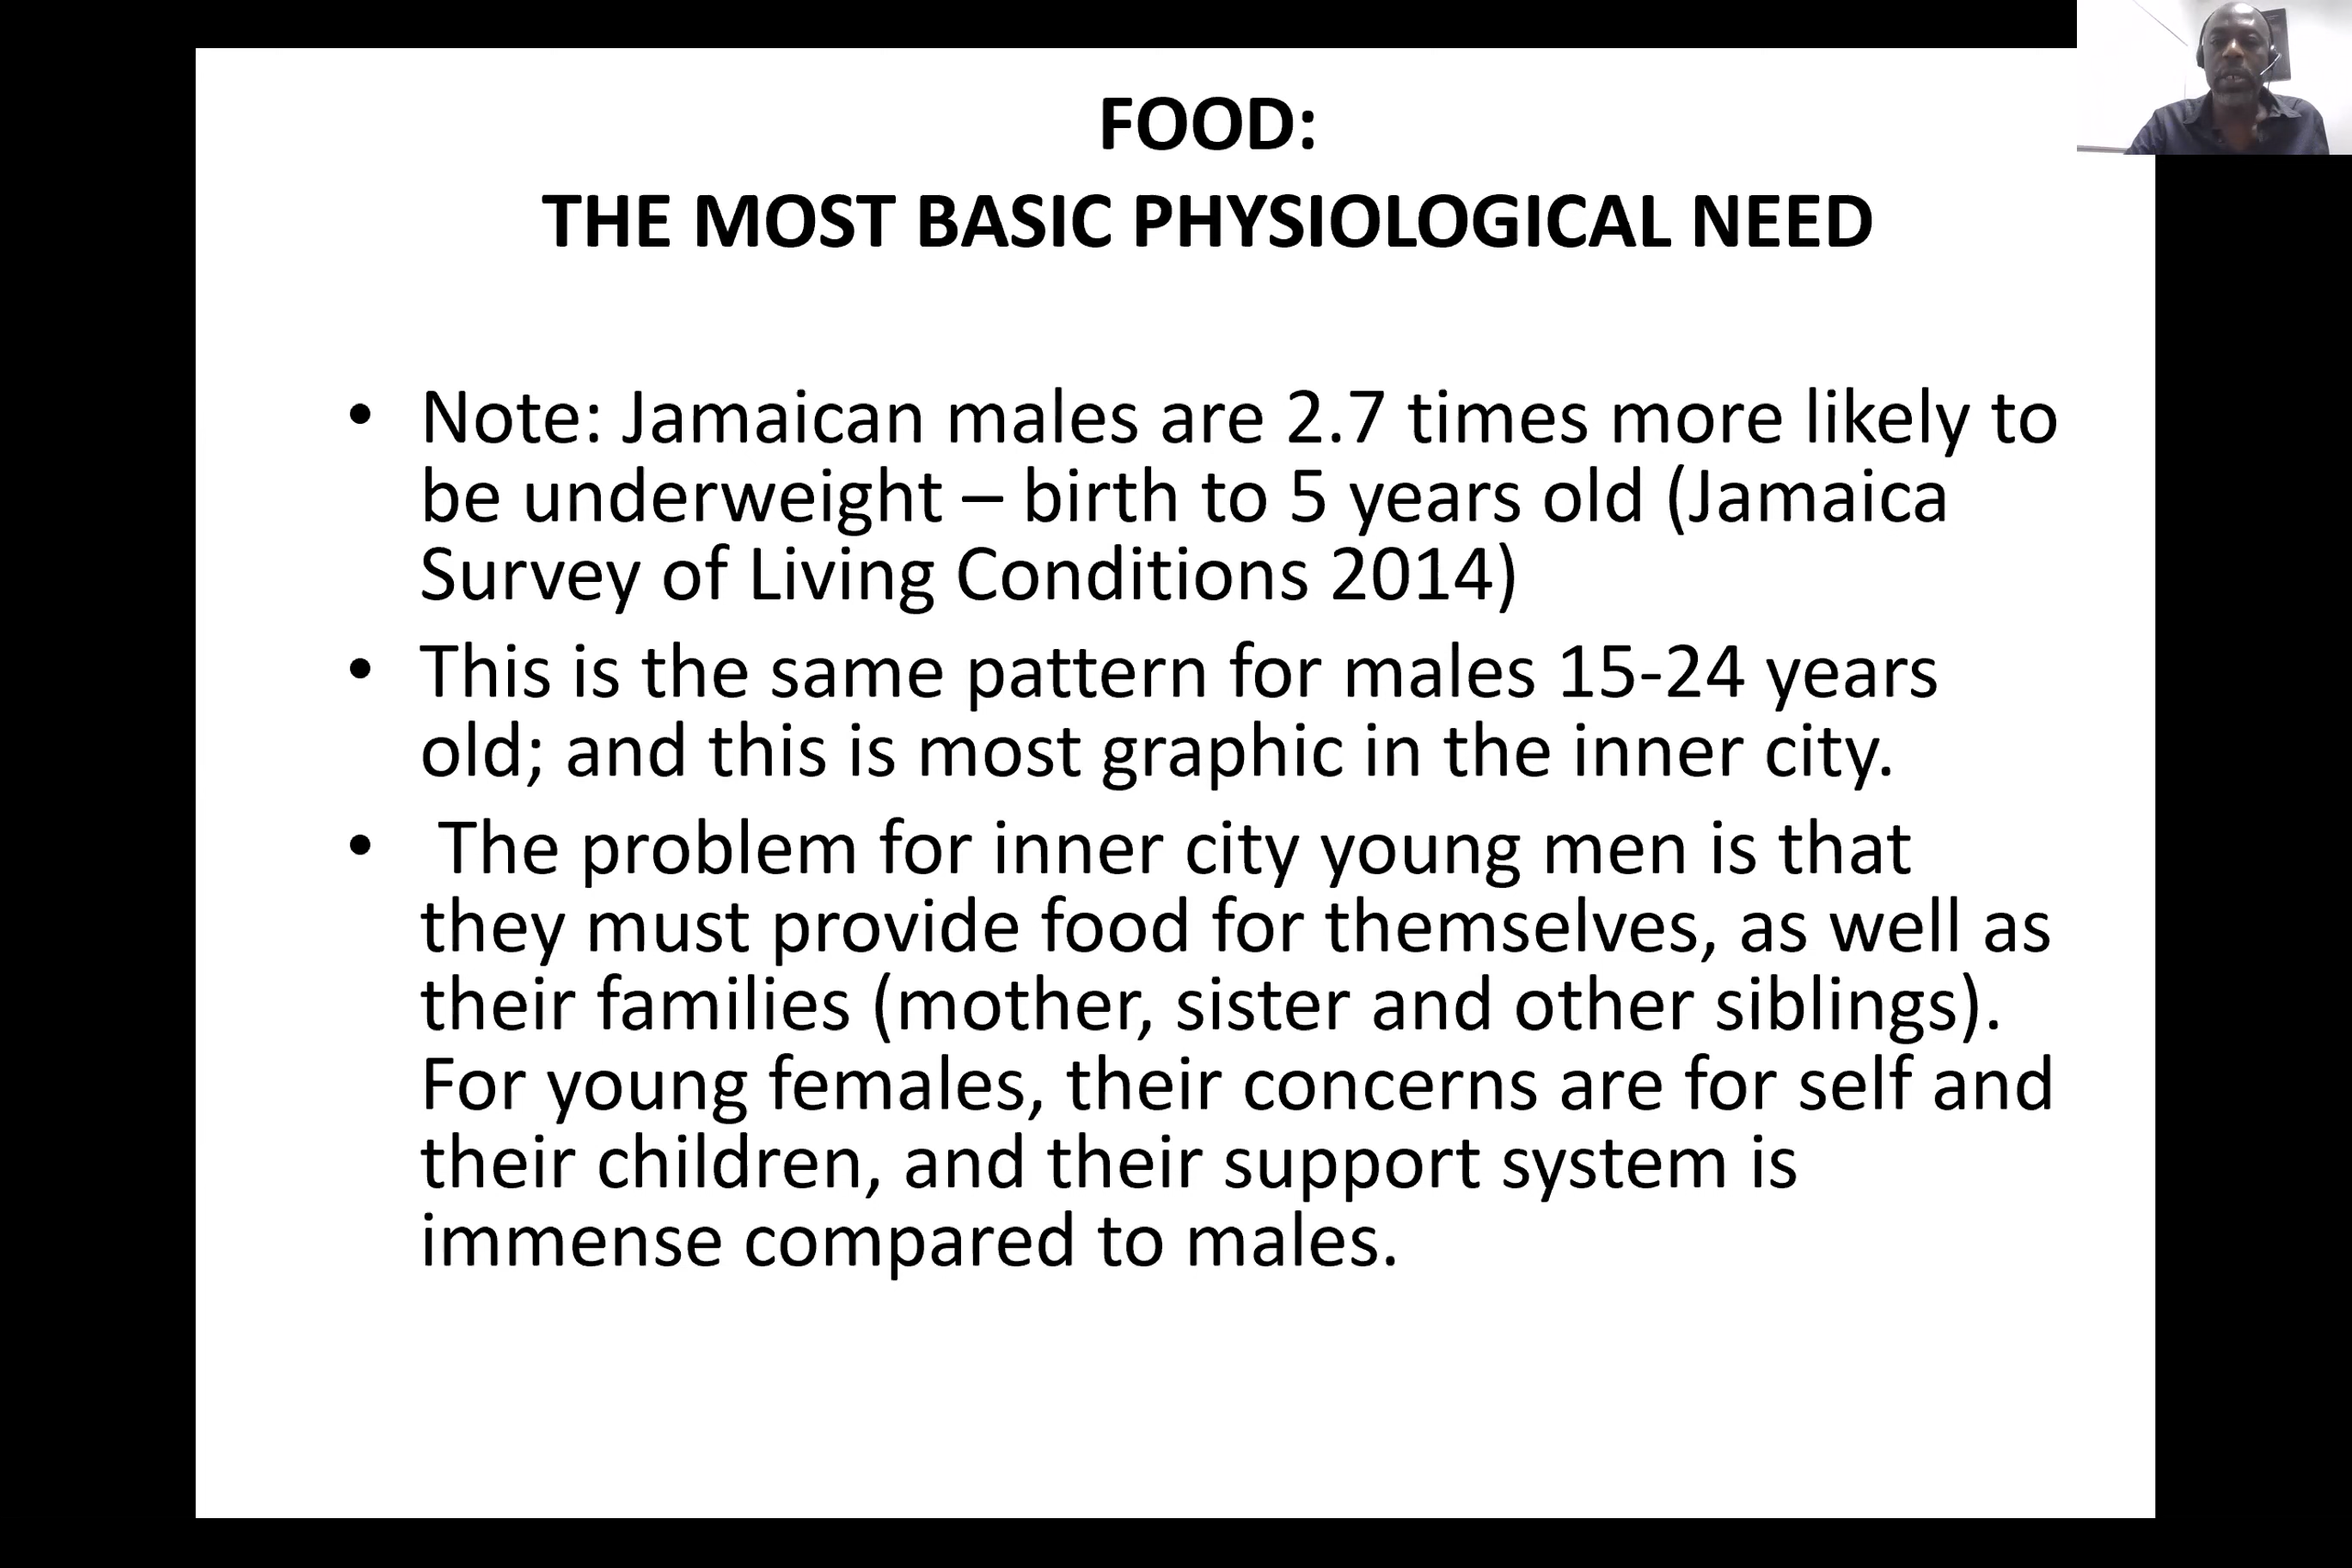 FOOD:
THE MOST BASIC PHYSIOLOGICAL NEED
• Note: Jamaican males are 2.7 times more likely to
be underweight – birth to 5 years old (Jamaica
Survey of Living Conditions 2014)
• This is the same pattern for males 15-24 years
old; and this is most graphic in the inner city.
• The problem for inner city young men is that
they must provide food for themselves, as well as
their families (mother, sister and other siblings).
For young females, their concerns are for self and
their children, and their support system is
immense compared to males.